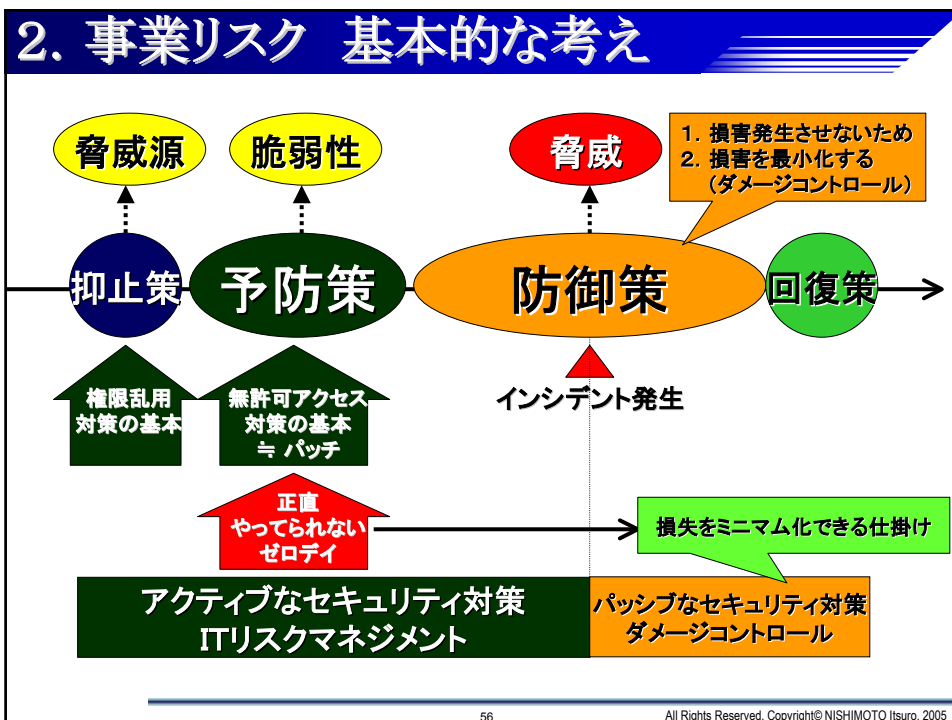 2. 事業リスク 基本的な考え
脅威源
脆弱性
脅威
1. 損害発生させないため
2. 損害を最小化する
(ダメージコントロール)
抑止策
予防策
防御策
回復策
権限乱用
対策の基本
無許可アクセス
対策の基本
≒ パッチ
インシデント発生
正直
やってられない
ゼロデイ
損失をミニマム化できる仕掛け
アクティブなセキュリティ対策
ITリスクマネジメント
パッシブなセキュリティ対策
ダメージコントロール
56
All Rights Reserved, Copyright© NISHIMOTO Itsuro, 2005